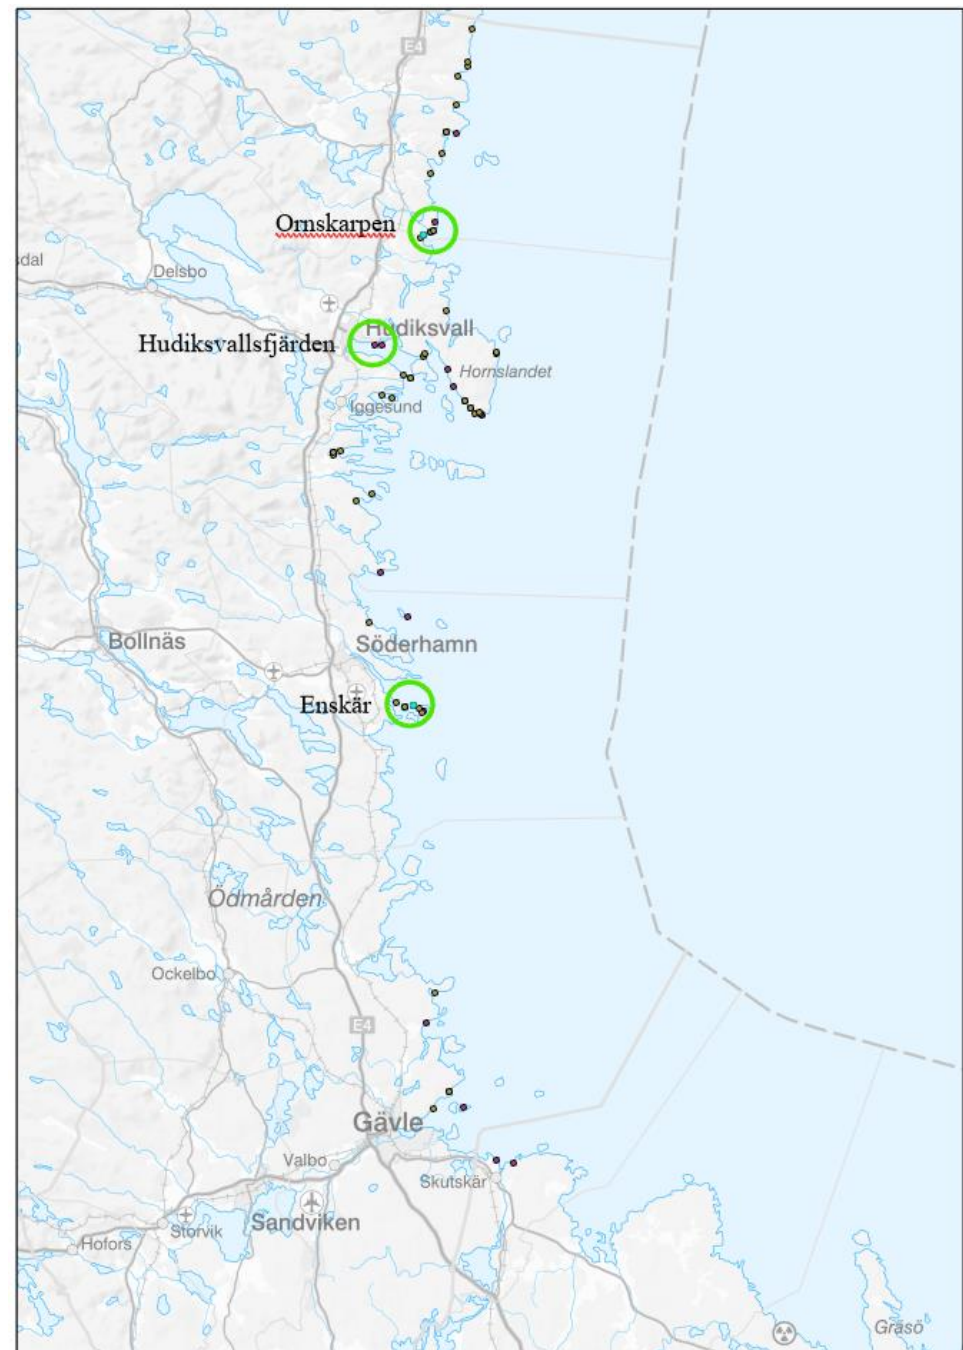 E4
Ornskarpen
dal
Delsbo
Hudiksvall
Hudiksvallsfjärden
Hornslandet
Iggesund
Bollnäs
Söderhamn
Enskär
Ödmården
Ockelbo
E4
Gävle
Valbo
Skutskär
Sandviken
Storvik
Hofors
Gräsö